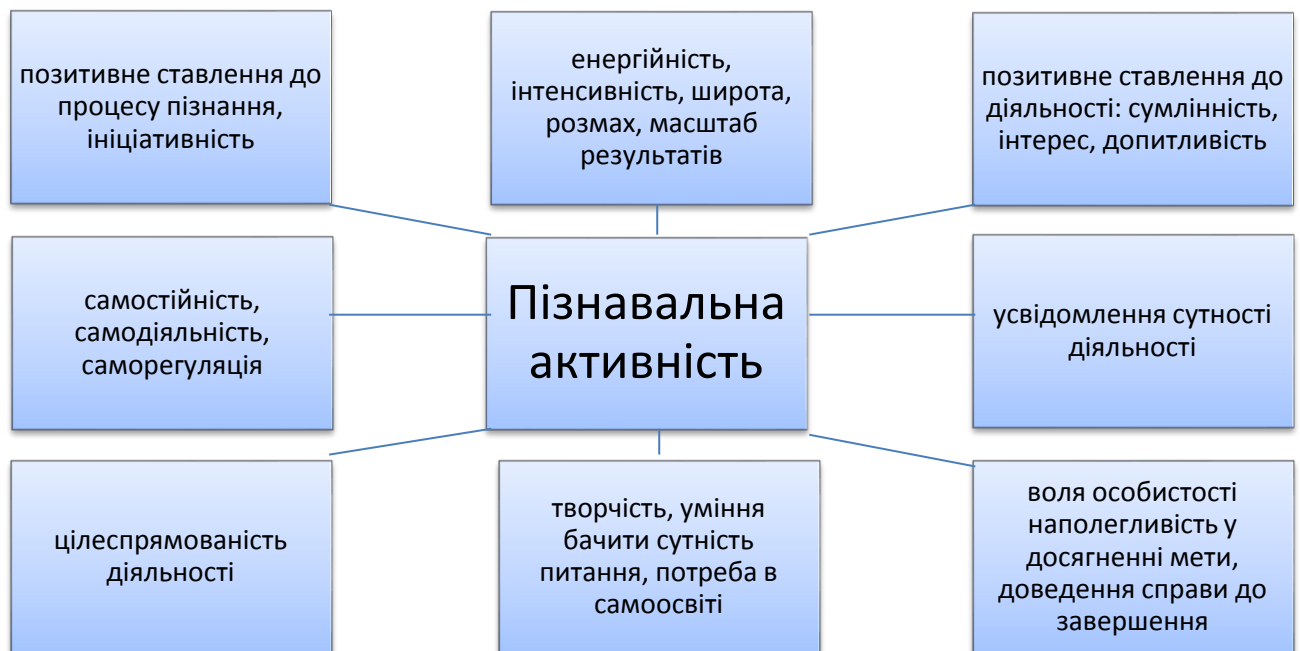 позитивне ставлення до
процесу пізнання,
ініціативність
енергійність,
інтенсивність, широта,
розмах, масштаб
результатів
позитивне ставлення до
діяльності: сумлінність,
інтерес, допитливість
самостійність,
самодіяльність,
саморегуляція
Пізнавальна
активність
усвідомлення сутності
діяльності
цілеспрямованість
діяльності
творчість, уміння
бачити сутність
питання, потреба в
самоосвіті
воля особистості
наполегливість у
досягненні мети,
доведення справи до
завершення